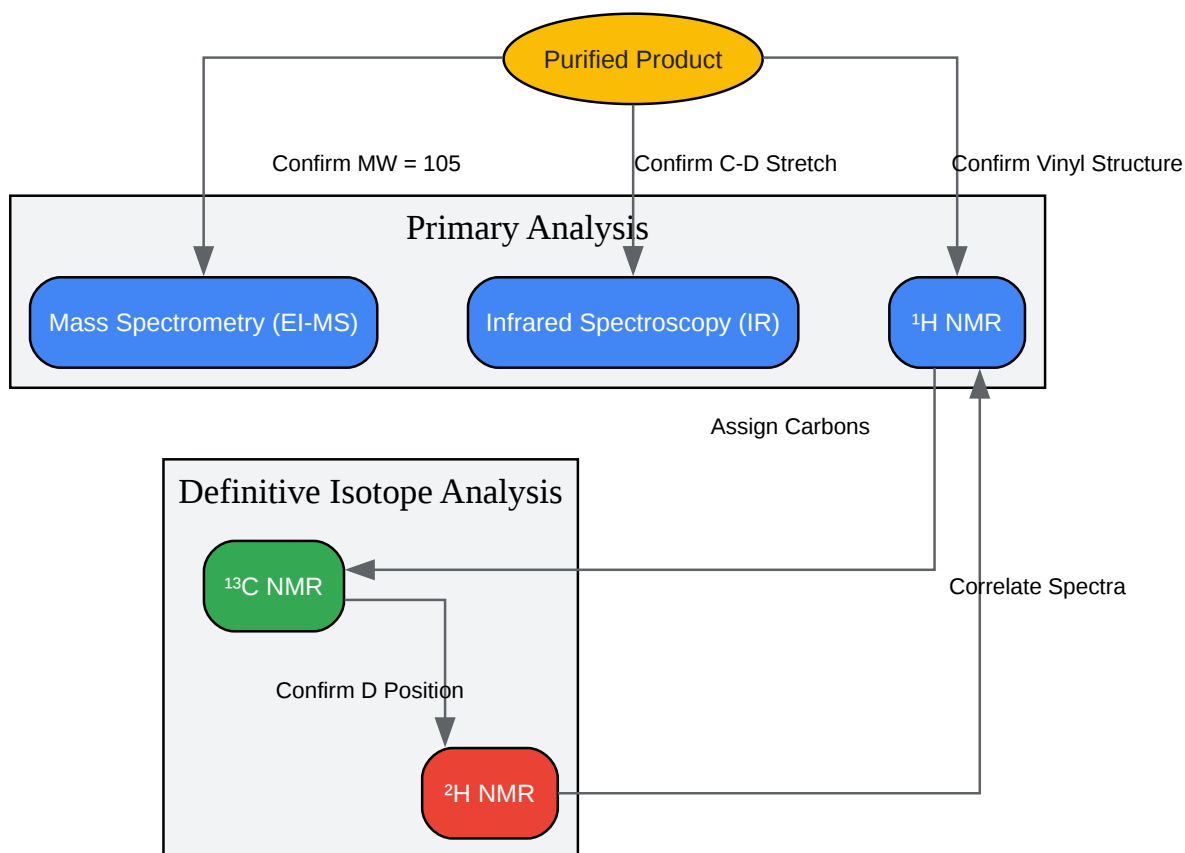 Purified Product
Confirm MW = 105
Confirm C-D Stretch
Confirm Vinyl Structure
Primary Analysis
Mass Spectrometry (EI-MS)
Infrared Spectroscopy (IR)
¹H NMR
Assign Carbons
Definitive Isotope Analysis
¹³C NMR
Correlate Spectra
Confirm D Position
²H NMR